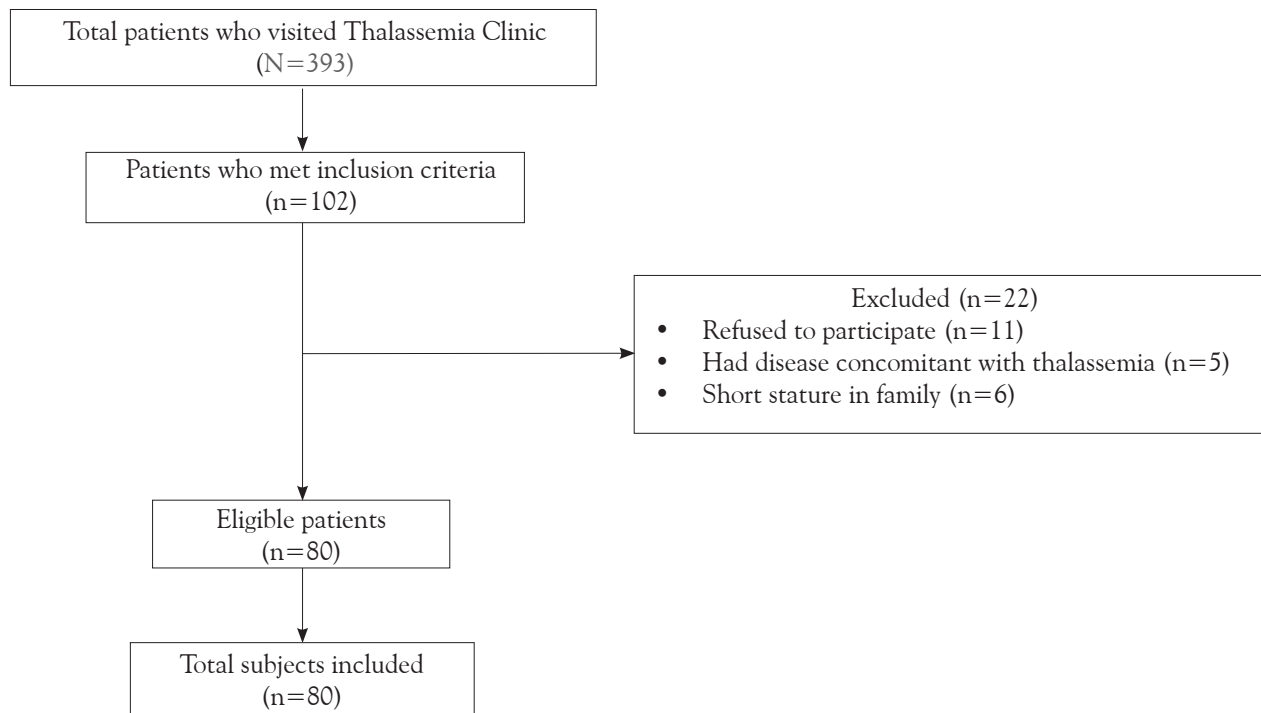 Total patients who visited Thalassemia Clinic
(N=393)
Patients who met inclusion criteria
(n=102)
Excluded (n=22)
• Refused to participate (n=11)
• Had disease concomitant with thalassemia (n=5)
• Short stature in family (n=6)
Eligible patients
(n=80)
Total subjects included
(n=80)